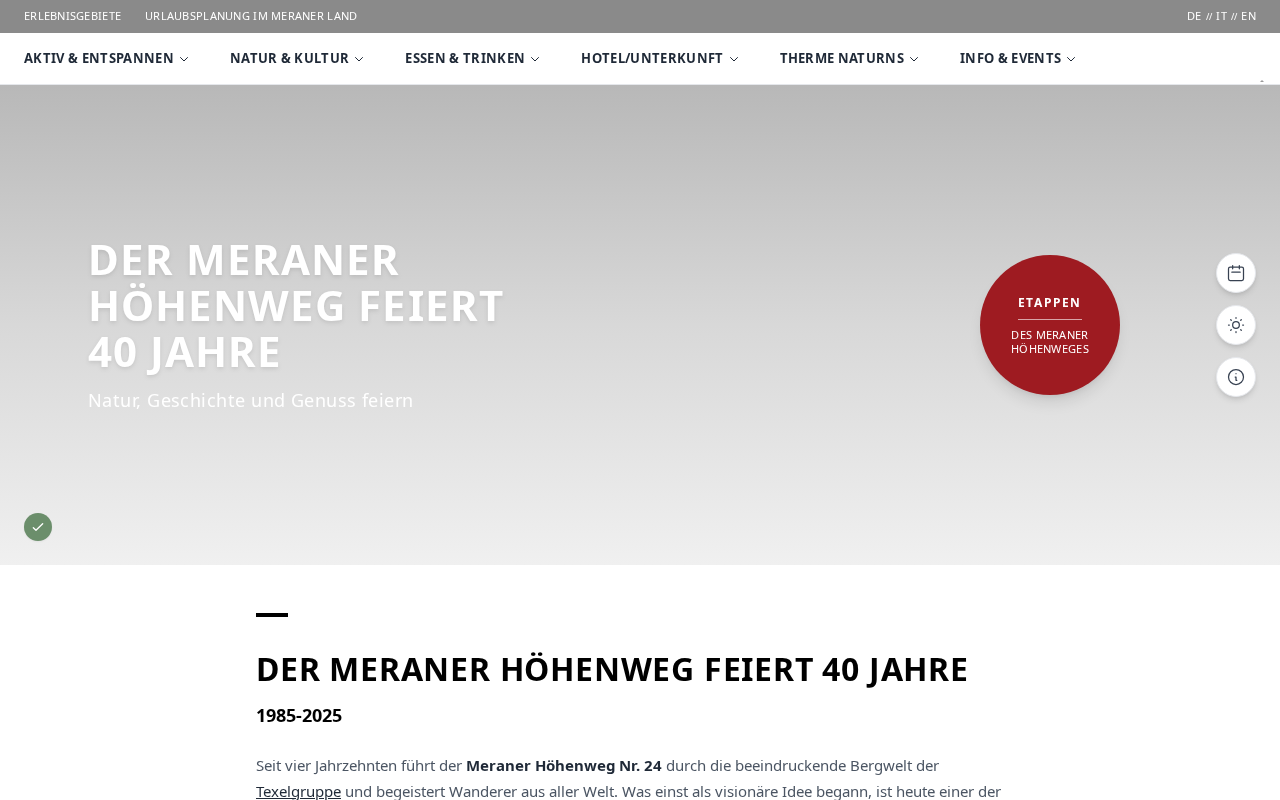 ERLEBNISGEBIETE URLAUBSPLANUNG IM MERANER LAND DE // IT // EN
AKTIV & ENTSPANNEN NATUR & KULTUR ESSEN & TRINKEN HOTEL/UNTERKUNFT THERME NATURNS INFO & EVENTS
DER MERANER
HÖHENWEG FEIERT
40 JAHRE
Natur, Geschichte und Genuss feiern
ETAPPEN
DES MERANER
HÖHENWEGES
DER MERANER HÖHENWEG FEIERT 40 JAHRE
1985-2025
Seit vier Jahrzehnten führt der Meraner Höhenweg Nr. 24 durch die beeindruckende Bergwelt der
Texelgruppe und begeistert Wanderer aus aller Welt. Was einst als visionäre Idee begann, ist heute einer der